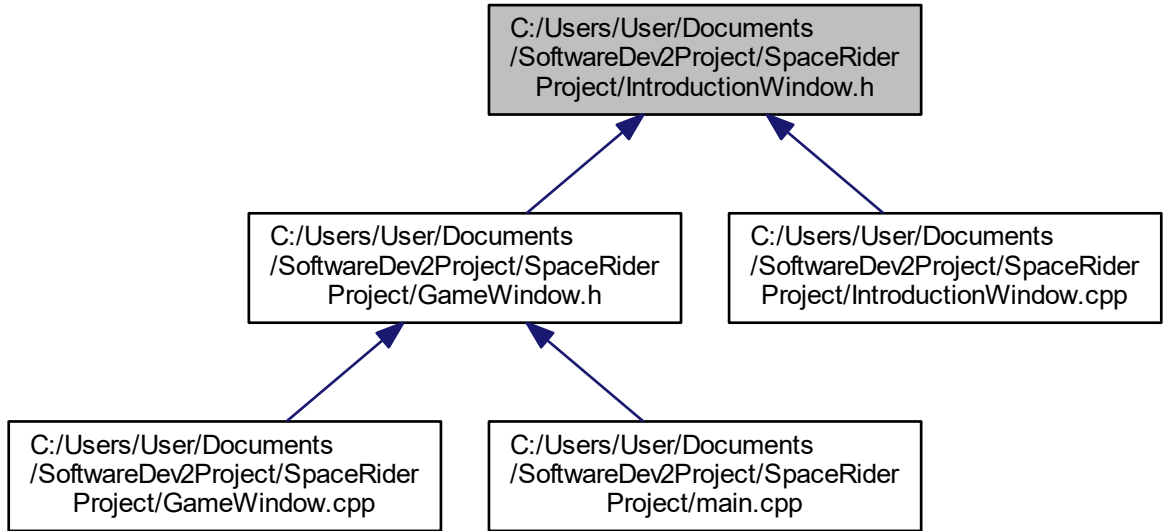 C:/Users/User/Documents
/SoftwareDev2Project/SpaceRider
Project/IntroductionWindow.h
C:/Users/User/Documents
/SoftwareDev2Project/SpaceRider
Project/GameWindow.h
C:/Users/User/Documents
/SoftwareDev2Project/SpaceRider
Project/IntroductionWindow.cpp
C:/Users/User/Documents
/SoftwareDev2Project/SpaceRider
Project/GameWindow.cpp
C:/Users/User/Documents
/SoftwareDev2Project/SpaceRider
Project/main.cpp